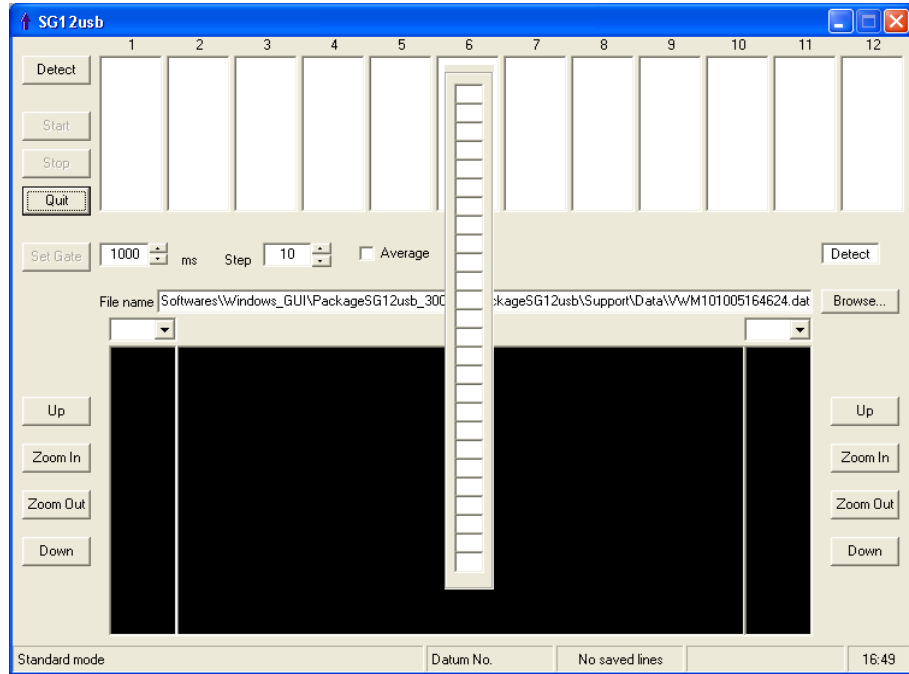 SG12usb
1 2 3 4 5 6 7 8 9 10 11 12
Detect
Start
Stop
Quit
Set Gate 1000 ms Step 10 Average Detect
File name Softwares\Windows_GUI\PackageSG12usb_300 ckageSG12usb\Support\Data\VWM101005164624.dat Browse...
Up Up
Zoom In Zoom In
Zoom Out Zoom Out
Down Down
Standard mode Datum No. No saved lines 16:49